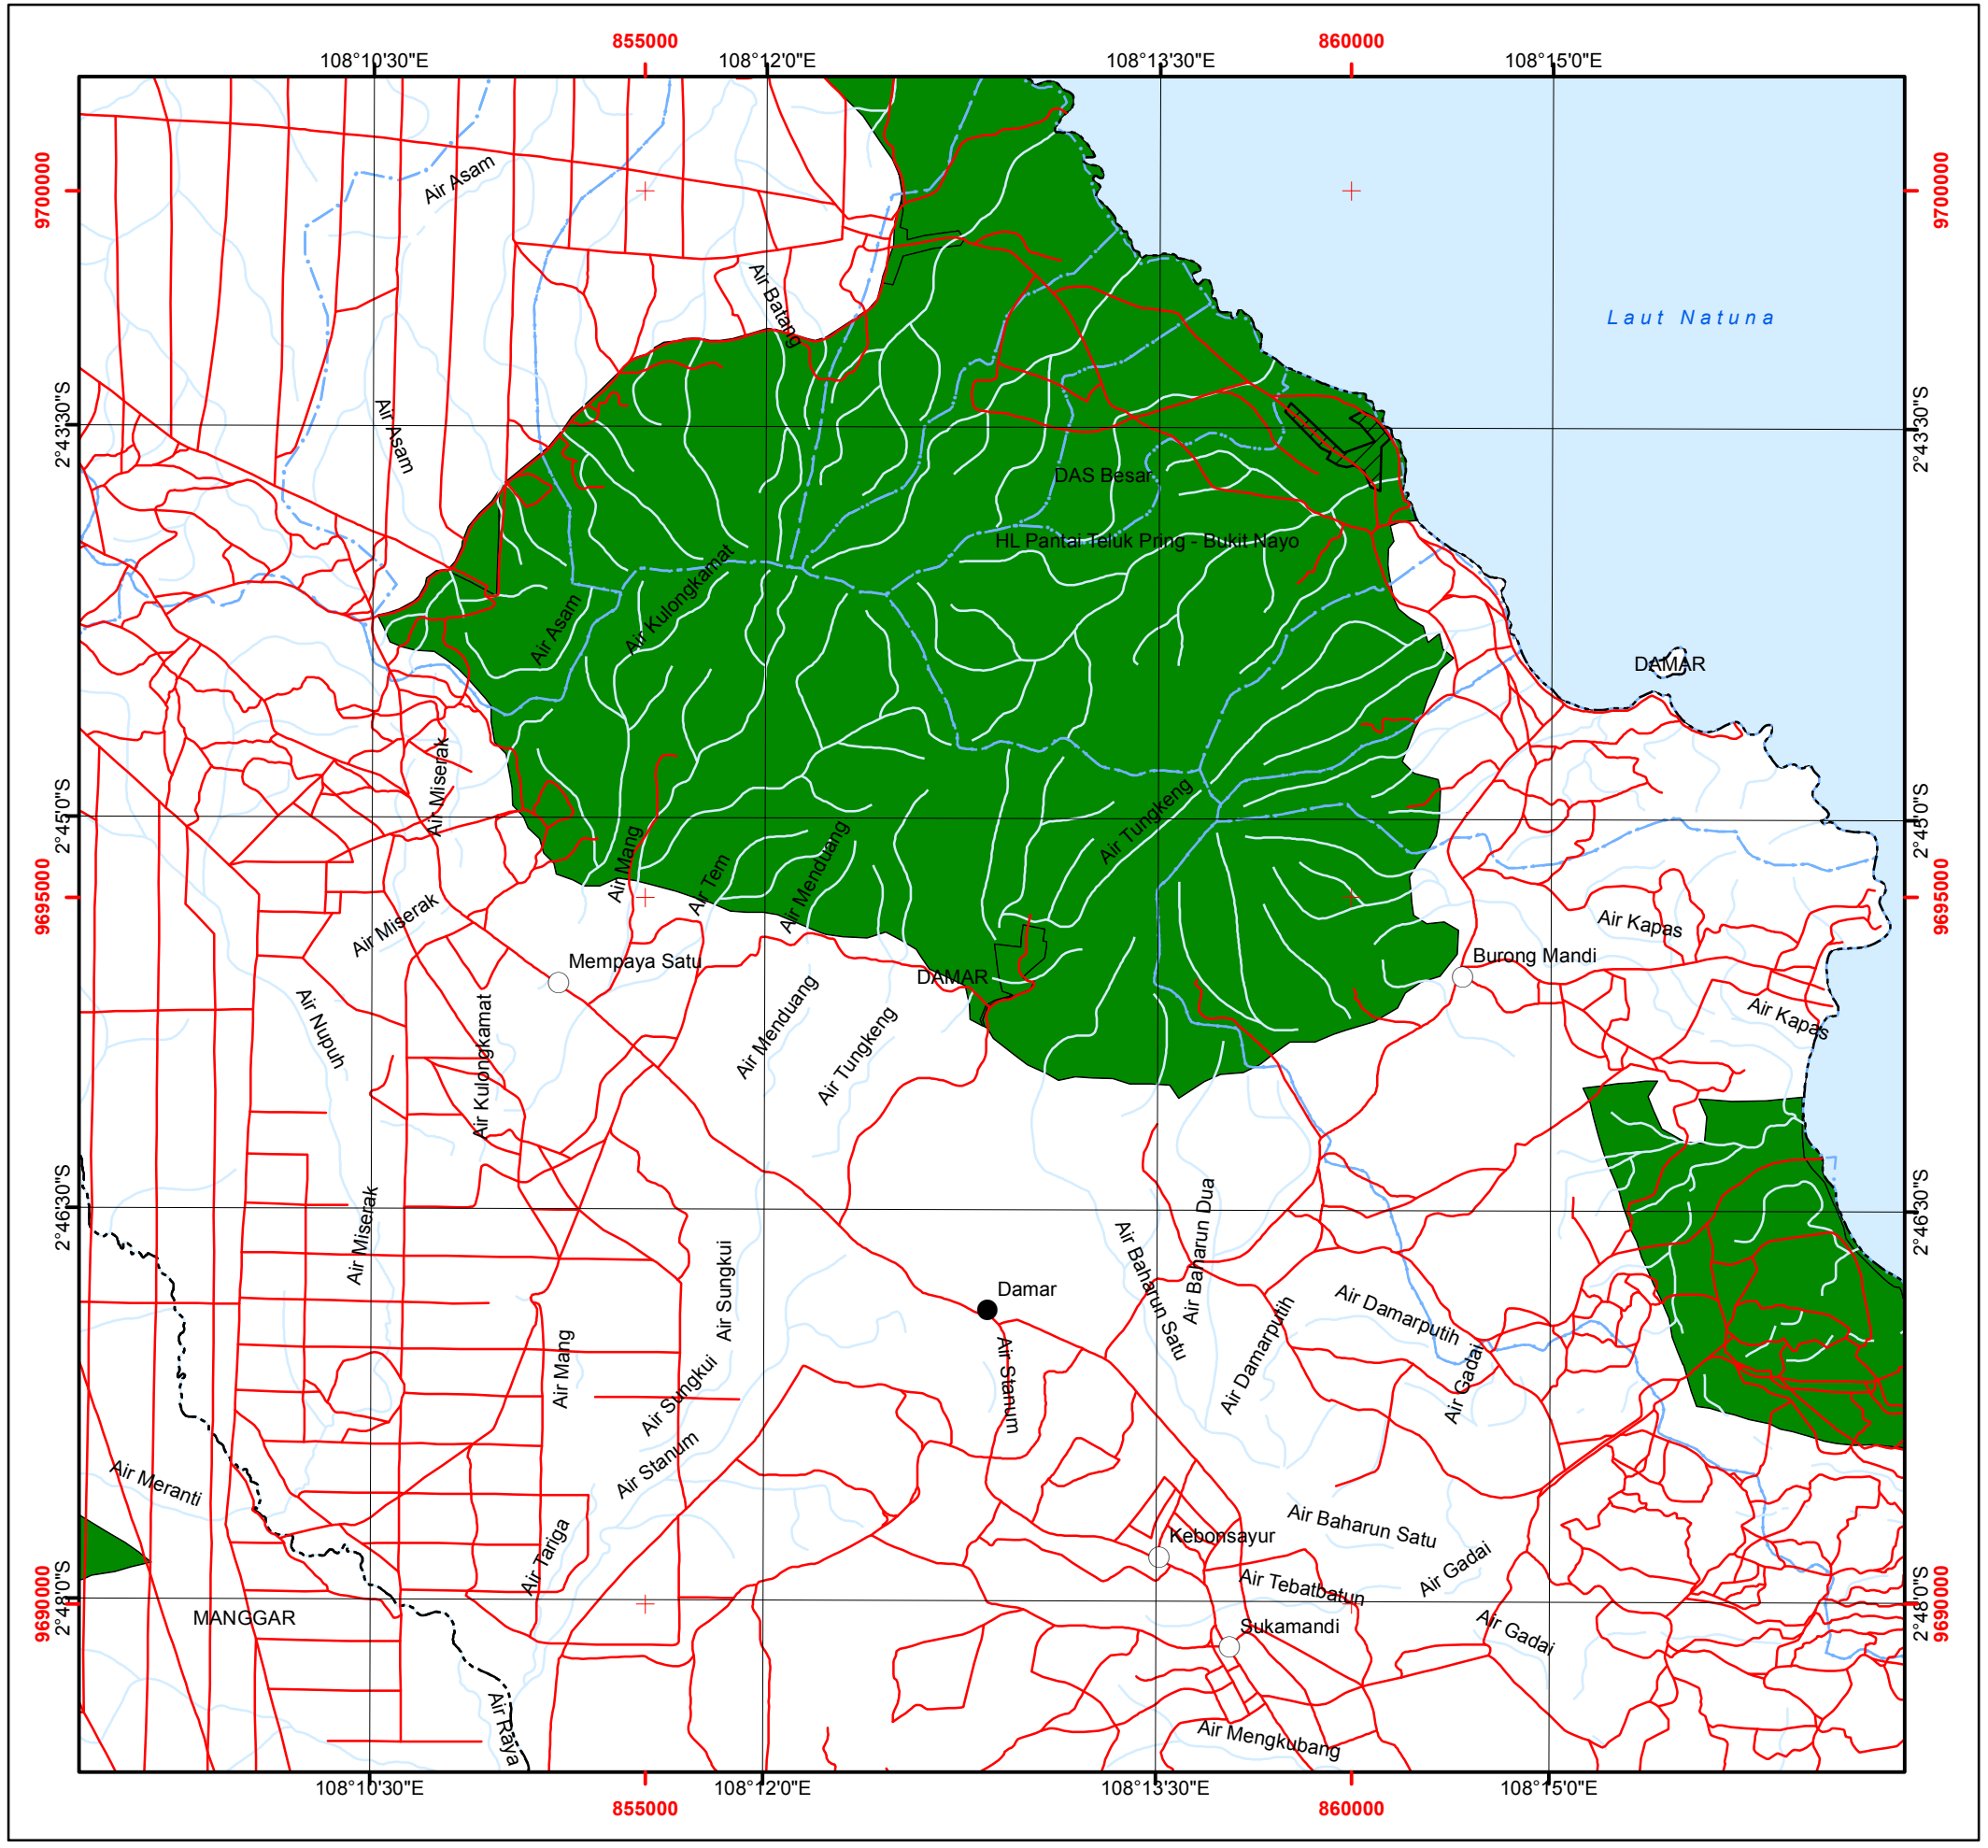 855000
860000
108°10'30"E
108°12'0"E
108°13'30"E
108°15'0"E
9700000
9700000
Air Asam
Air Batang
Laut Natuna
2°43'30"S
2°43'30"S
Air Asam
DAS Besar
HL Pantai Teluk Pring - Bukit Nayo
Air Asam
Air Kulongkamat
DAMAR
Air Miserak
2°45'0"S
2°45'0"S
Air Tungkeng
Air Mang
Air Tem
Air Menduang
9695000
9695000
Air Miserak
Air Kapas
Mempaya Satu
Burong Mandi
DAMAR
Air Nupuh
Air Kulongkamat
Air Menduang
Air Tungkeng
Air Kapas
2°46'30"S
2°46'30"S
Air Miserak
Air Sungkui
Air Baharun Satu
Air Baharun Dua
Damar
Air Damarputih
Air Damarputih
Air Mang
Air Sungkui
Air Stanum
Air Gadai
Air Stanum
Air Meranti
Air Tariga
Kebonsayur
Air Baharun Satu
Air Tebatbatun
Air Gadai
2°48'0"S
2°48'0"S
9690000
9690000
MANGGAR
Sukamandi
Air Gadai
Air Raya
Air Mengkubang
108°10'30"E
108°12'0"E
108°13'30"E
108°15'0"E
855000
860000